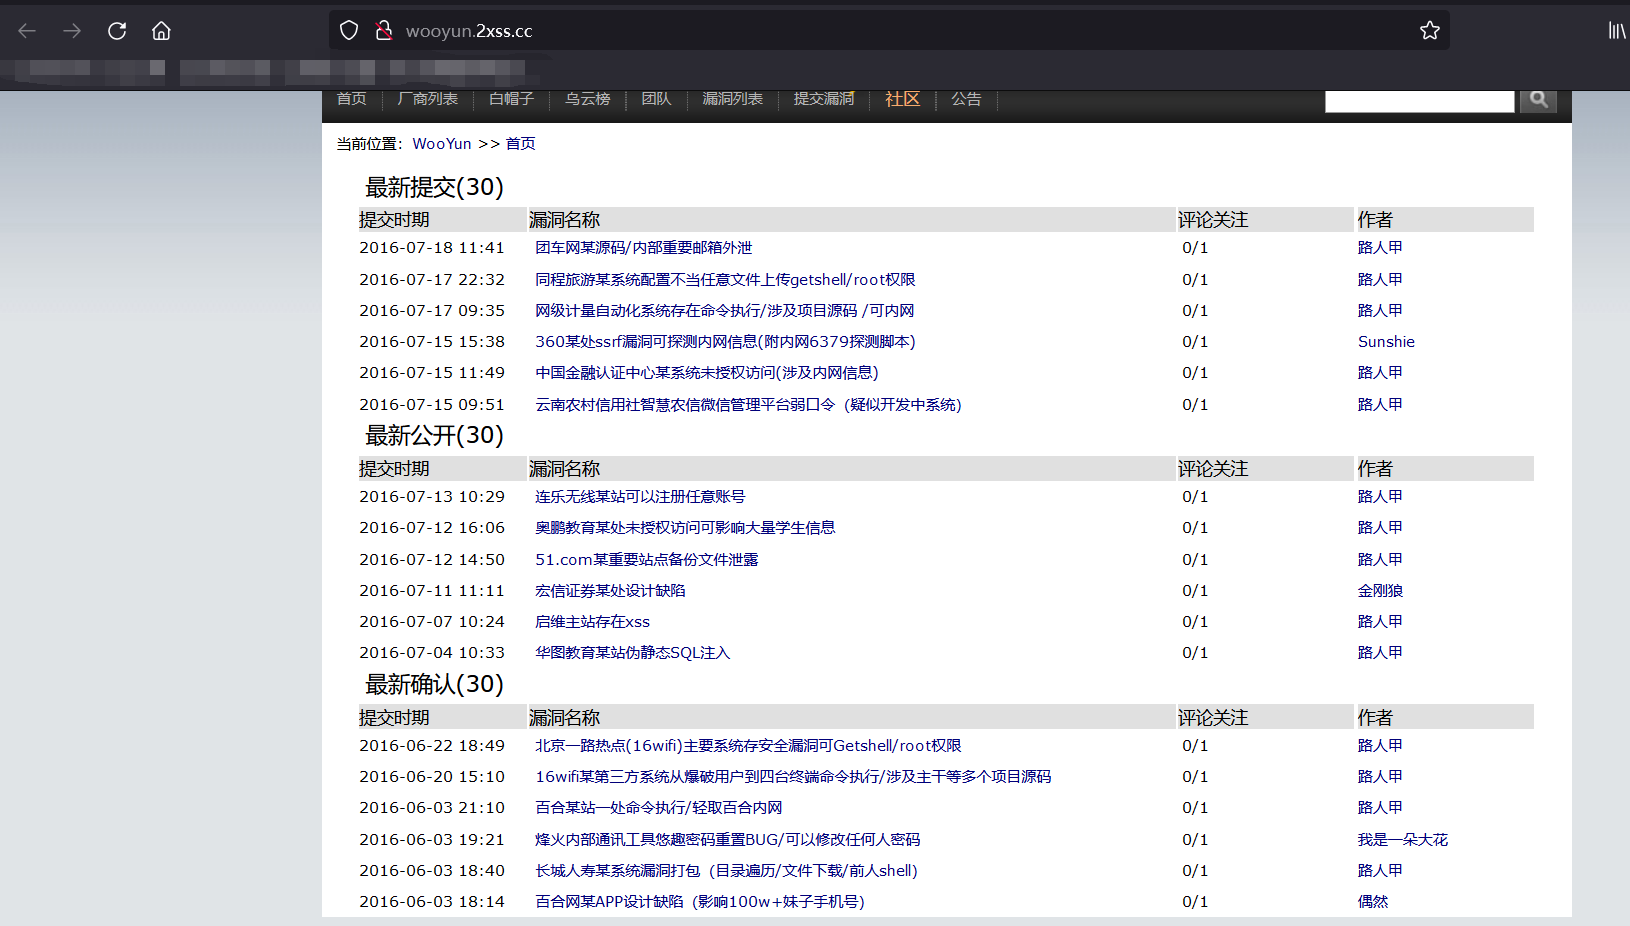 wooyun.2xss.cc
首页 厂商列表 白帽子 乌云榜 团队 漏洞列表 提交漏洞 社区 公告
当前位置：WooYun >> 首页
最新提交(30)
提交时期 漏洞名称 评论关注 作者
2016-07-18 11:41 团车网某源码/内部重要邮箱外泄 0/1 路人甲
2016-07-17 22:32 同程旅游某系统配置不当任意文件上传getshell/root权限 0/1 路人甲
2016-07-17 09:35 网级计量自动化系统存在命令执行/涉及项目源码 /可内网 0/1 路人甲
2016-07-15 15:38 360某处ssrf漏洞可探测内网信息(附内网6379探测脚本) 0/1 Sunshie
2016-07-15 11:49 中国金融认证中心某系统未授权访问(涉及内网信息) 0/1 路人甲
2016-07-15 09:51 云南农村信用社智慧农信微信管理平台弱口令（疑似开发中系统） 0/1 路人甲
最新公开(30)
提交时期 漏洞名称 评论关注 作者
2016-07-13 10:29 连乐无线某站可以注册任意账号 0/1 路人甲
2016-07-12 16:06 奥鹏教育某处未授权访问可影响大量学生信息 0/1 路人甲
2016-07-12 14:50 51.com某重要站点备份文件泄露 0/1 路人甲
2016-07-11 11:11 宏信证券某处设计缺陷 0/1 金刚狼
2016-07-07 10:24 启维主站存在xss 0/1 路人甲
2016-07-04 10:33 华图教育某站伪静态SQL注入 0/1 路人甲
最新确认(30)
提交时期 漏洞名称 评论关注 作者
2016-06-22 18:49 北京一路热点(16wifi)主要系统存安全漏洞可Getshell/root权限 0/1 路人甲
2016-06-20 15:10 16wifi某第三方系统从爆破用户到四台终端命令执行/涉及主干等多个项目源码 0/1 路人甲
2016-06-03 21:10 百合某站一处命令执行/轻取百合内网 0/1 路人甲
2016-06-03 19:21 烽火内部通讯工具悠趣密码重置BUG/可以修改任何人密码 0/1 我是一朵大花
2016-06-03 18:40 长城人寿某系统漏洞打包（目录遍历/文件下载/前人shell） 0/1 路人甲
2016-06-03 18:14 百合网某APP设计缺陷（影响100w+妹子手机号） 0/1 偶然